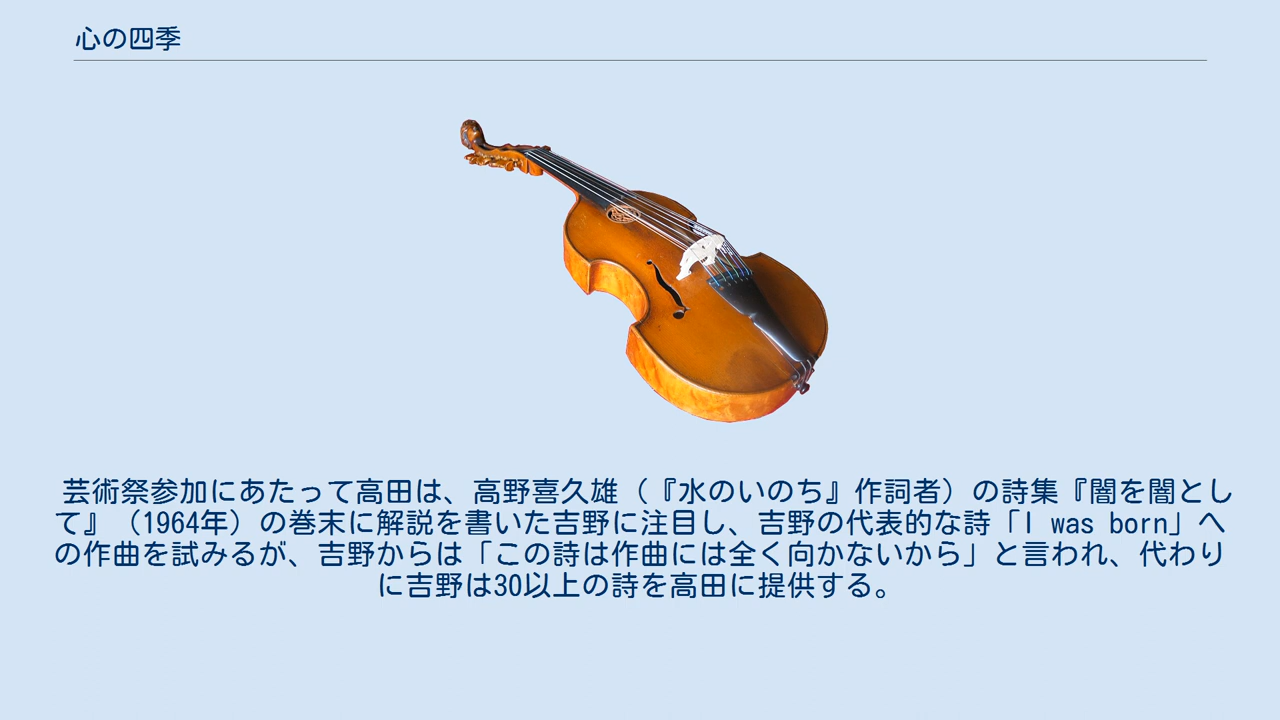 心の四季
芸術祭参加にあたって高田は、高野喜久雄（『水のいのち』作詞者）の詩集『闇を闇とし
て』（1964年）の巻末に解説を書いた吉野に注目し、吉野の代表的な詩「I was born」へ
の作曲を試みるが、吉野からは「この詩は作曲には全く向かないから」と言われ、代わり
に吉野は30以上の詩を高田に提供する。